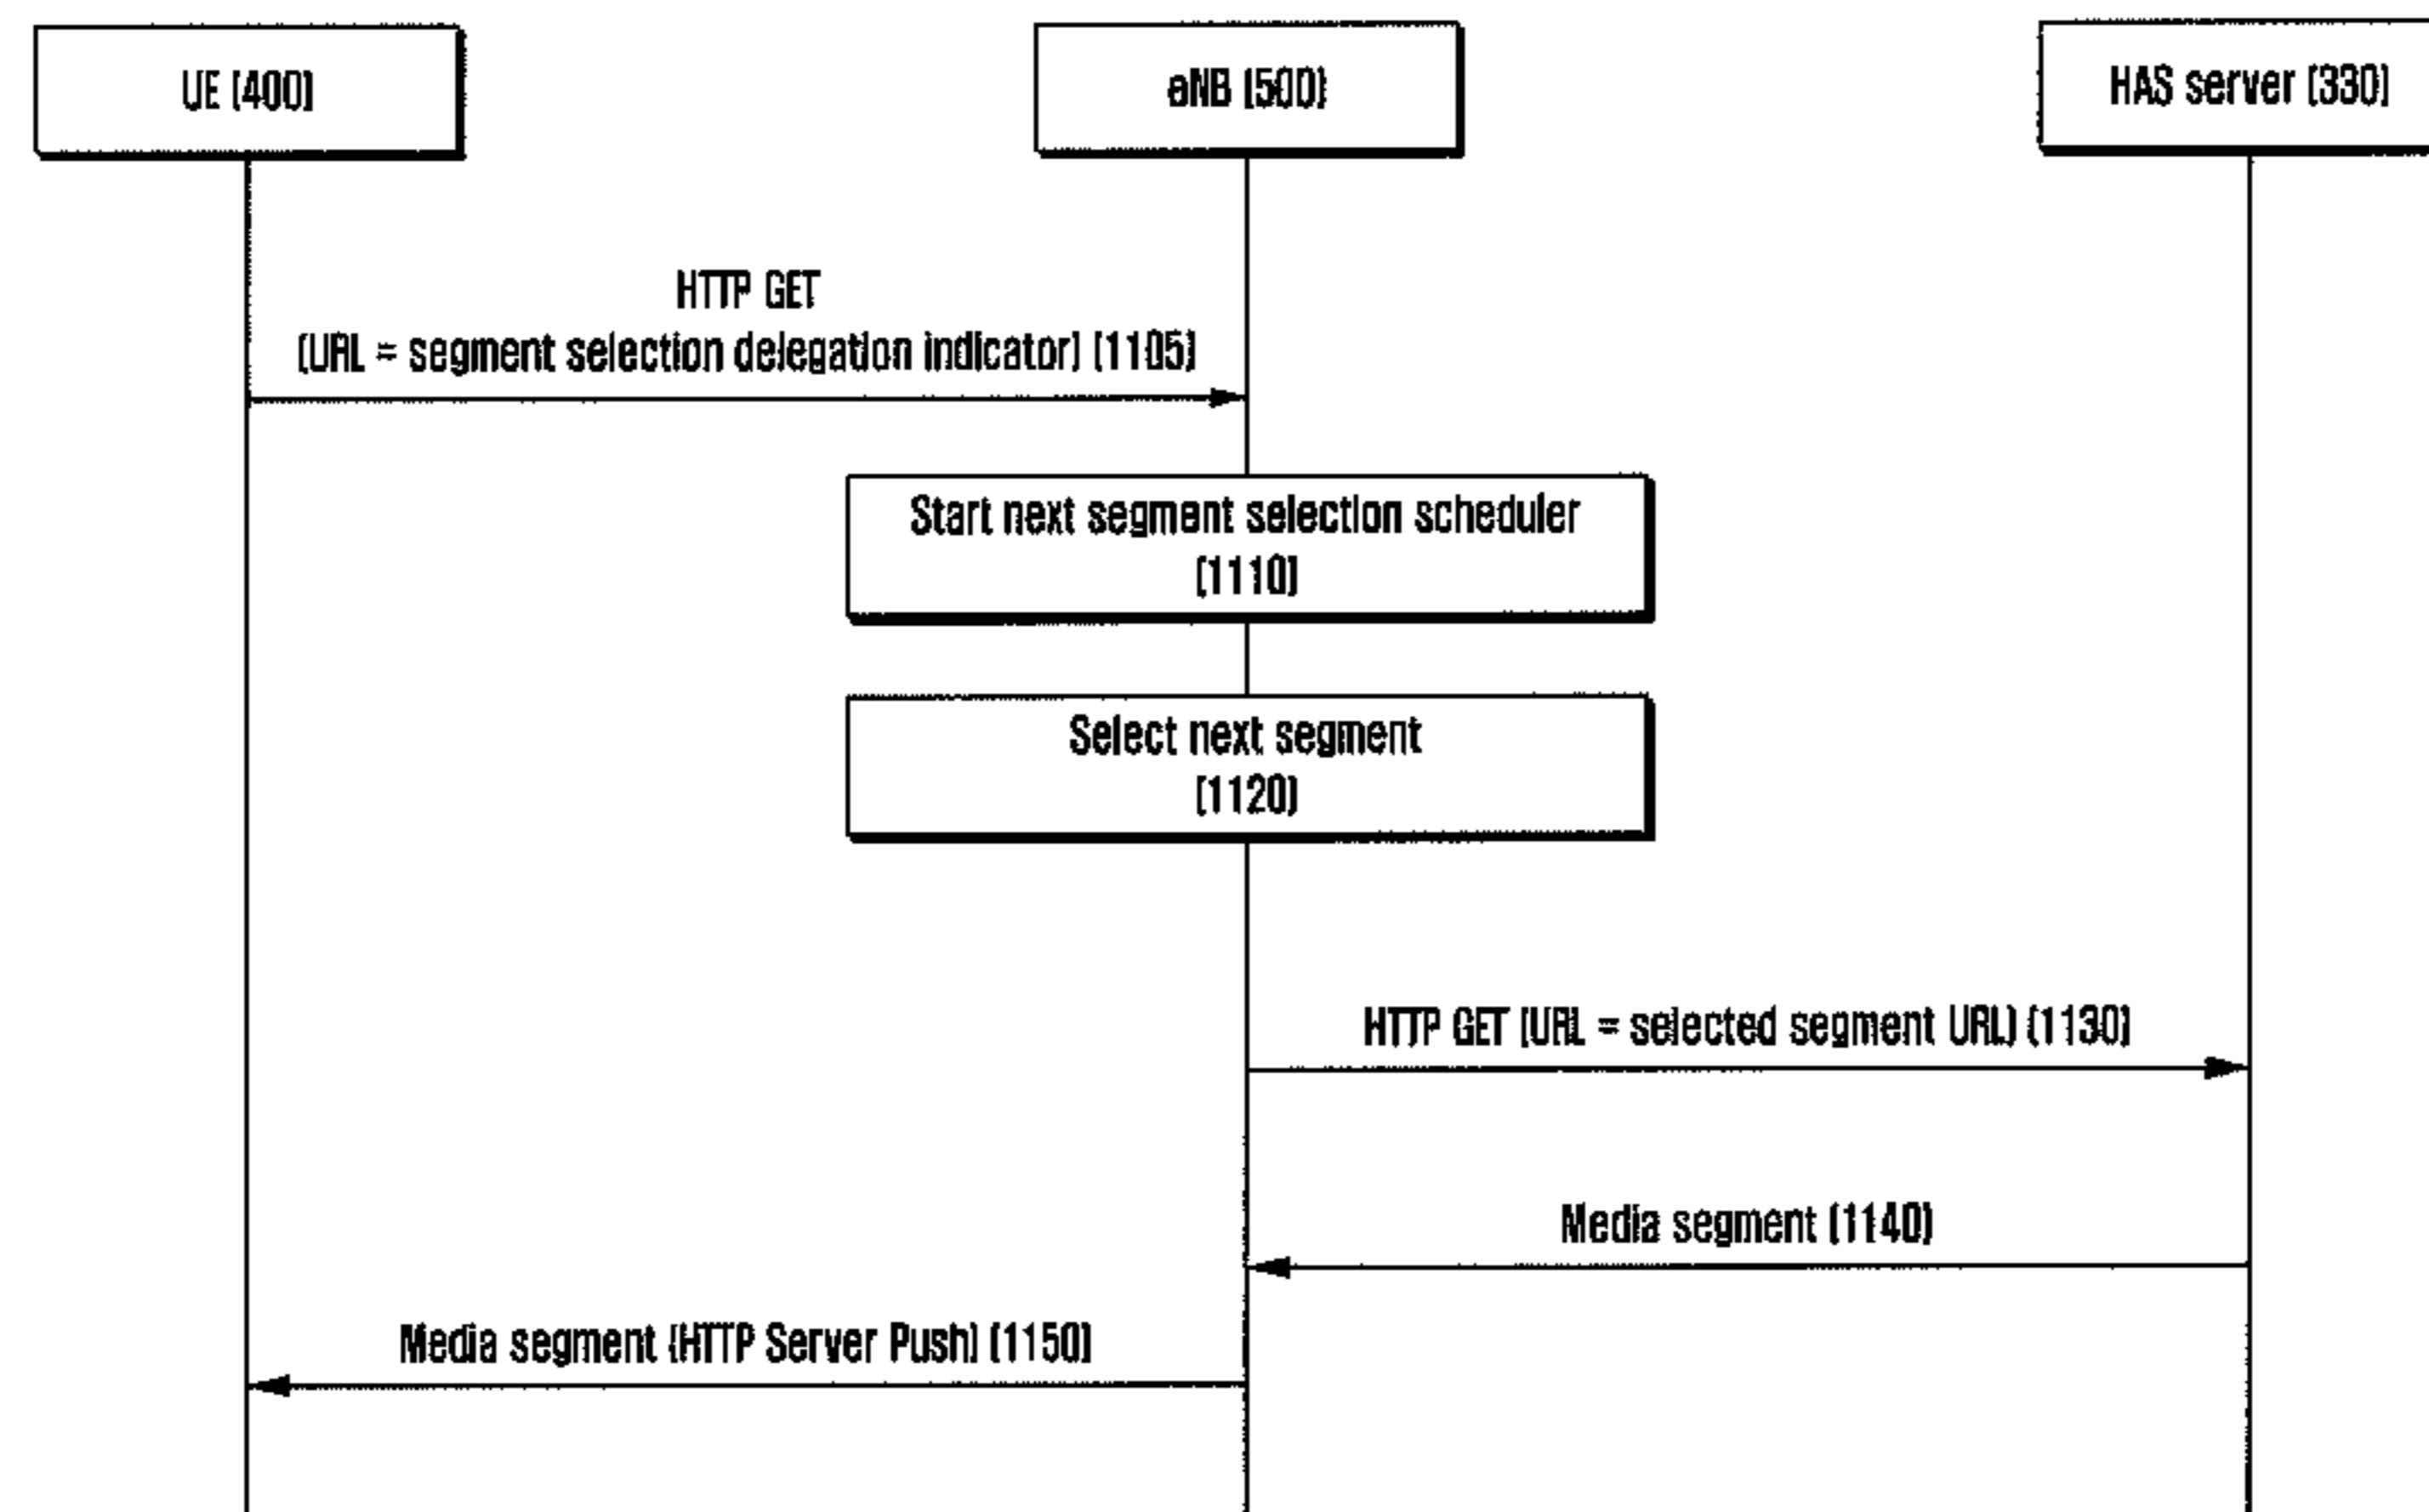 UE (400)
eNB (500)
HAS server (330)
HTTP GET
(URL = segment selection delegation indicator) (1105)
Start next segment selection scheduler
(1110)
Select next segment
(1120)
HTTP GET (URL = selected segment URL) (1130)
Media segment (1140)
Media segment (HTTP Server Push) (1150)